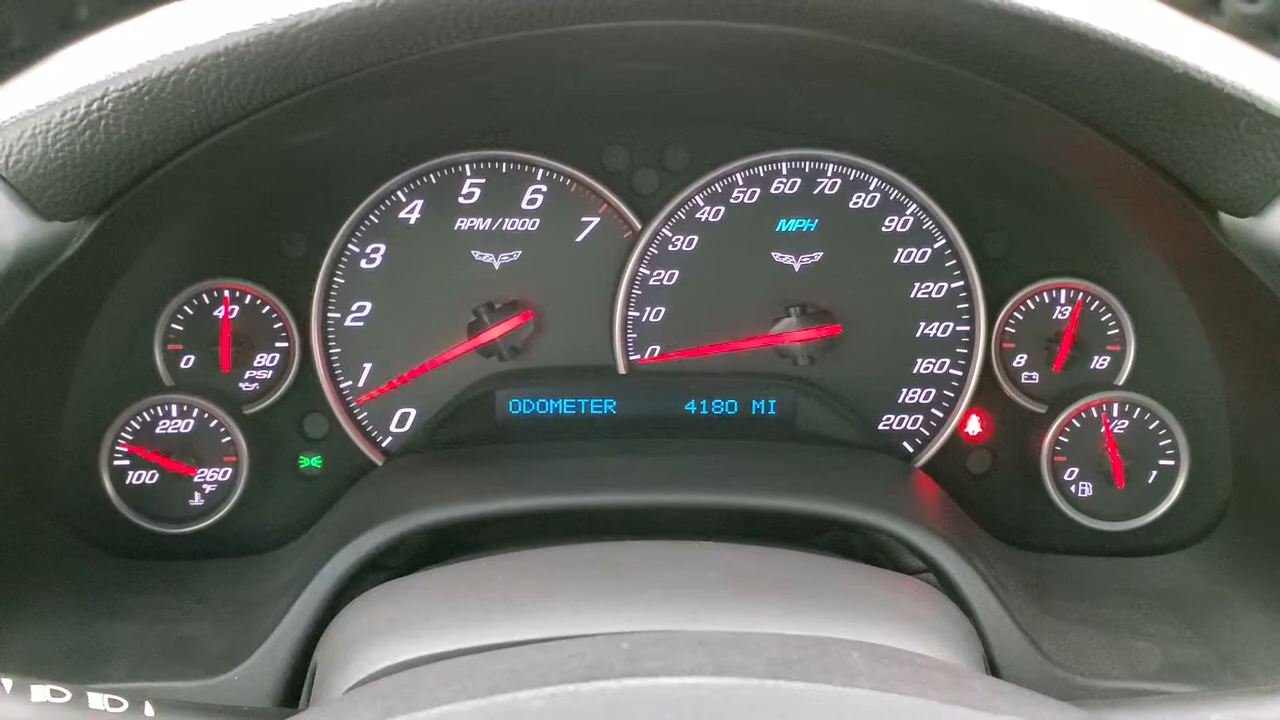 0 1 2 3 4 5 6 7
RPM/1000
0 10 20 30 40 50 60 70 80 90 100 120 140 160 180 200
MPH
0 40 80
PSI
100 220 260
°F
8 13 18
0 1/2 1
ODOMETER 4180 MI